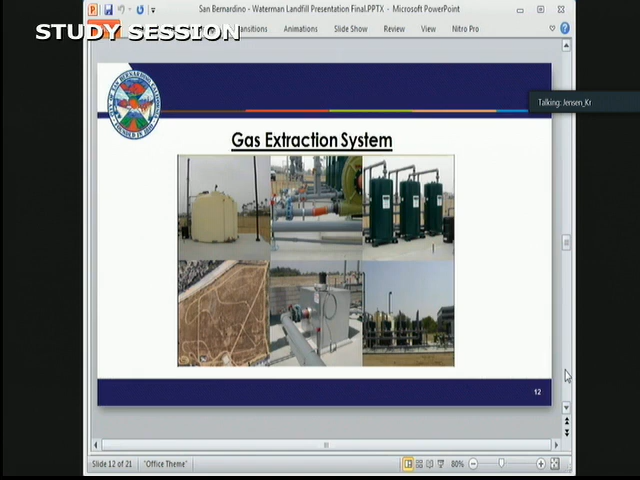 San Bernardino - Waterman Landfill Presentation Final.PPTX - Microsoft PowerPoint
STUDY SESSION
Animations
Slide Show
Review
View
Nitro Pro
Talking: Jensen_Kr
Gas Extraction System
12
Slide 12 of 21
"Office Theme"
80%